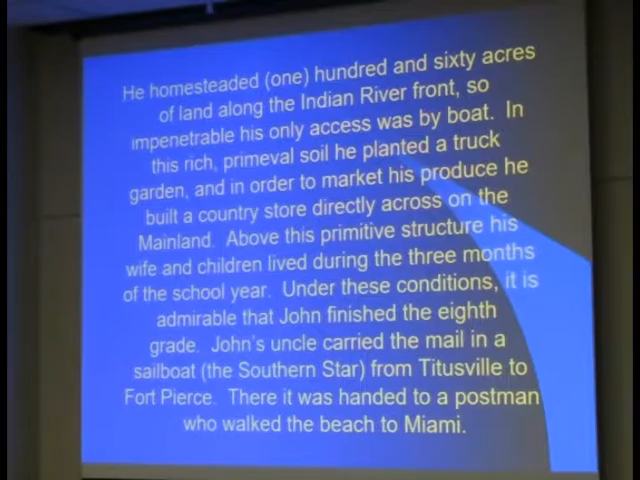 He homesteaded (one) hundred and sixty acres
of land along the Indian River front, so
impenetrable his only access was by boat. In
this rich, primeval soil he planted a truck
garden, and in order to market his produce he
built a country store directly across on the
Mainland. Above this primitive structure his
wife and children lived during the three months
of the school year. Under these conditions, it is
admirable that John finished the eighth
grade. John's uncle carried the mail in a
sailboat (the Southern Star) from Titusville to
Fort Pierce. There it was handed to a postman
who walked the beach to Miami.